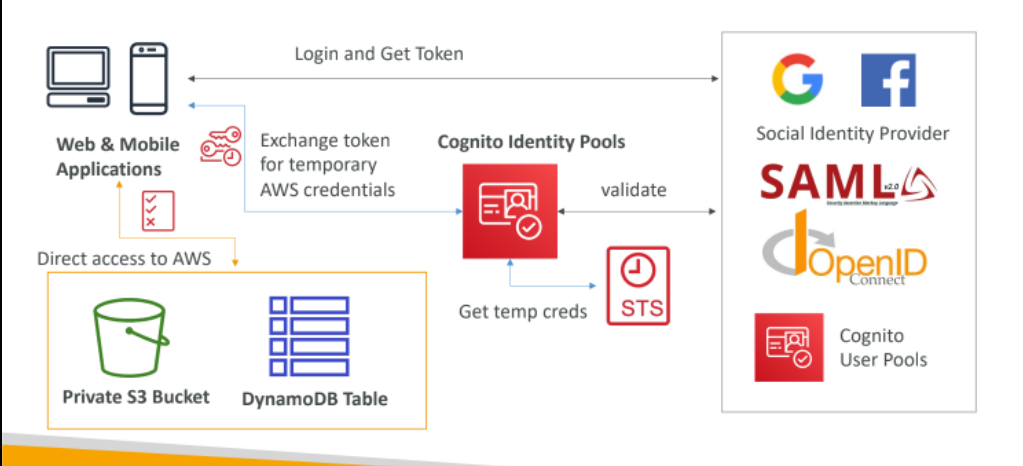 Login and Get Token
Web & Mobile
Applications
Exchange token
for temporary
AWS credentials
Cognito Identity Pools
validate
Social Identity Provider
SAML v2.0
Security Assertion Markup Language
OpenID
Connect
Direct access to AWS
Get temp creds
STS
Cognito
User Pools
Private S3 Bucket
DynamoDB Table